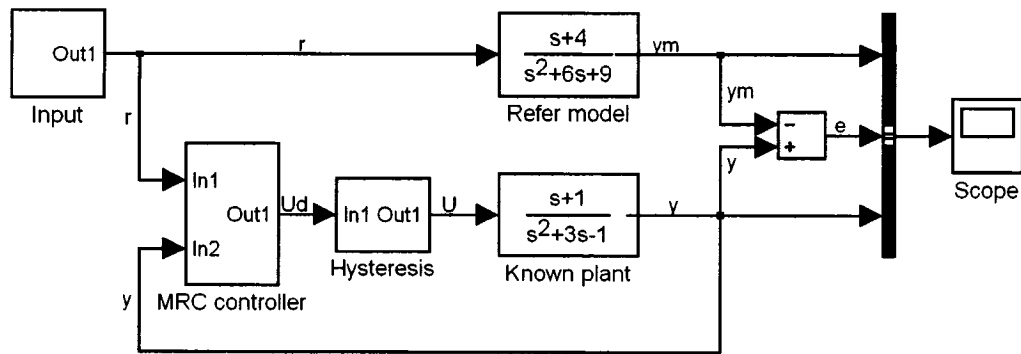 Out1
Input
r
r
s+4
s²+6s+9
Refer model
ym
ym
−
+
e
y
Scope
In1
In2
Out1
MRC controller
Ud
In1 Out1
Hysteresis
U
s+1
s²+3s-1
Known plant
y
y